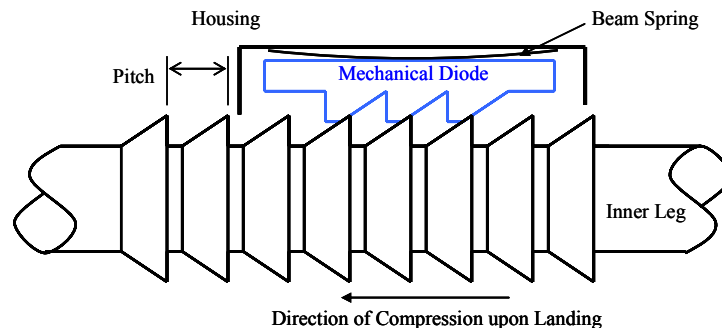 Housing
Beam Spring
Pitch
Mechanical Diode
Inner Leg
Direction of Compression upon Landing